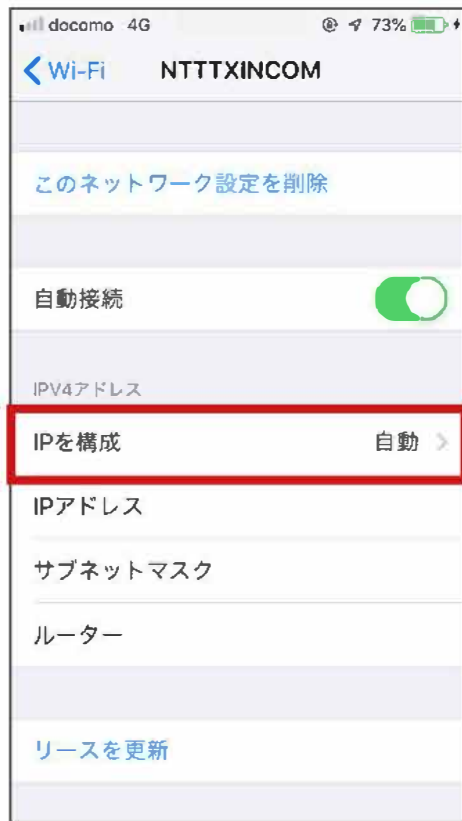 docomo 4G 73%
Wi-Fi NTTTXINCOM
このネットワーク設定を削除
自動接続
IPV4アドレス
IPを構成 自動
IPアドレス
サブネットマスク
ルーター
リースを更新